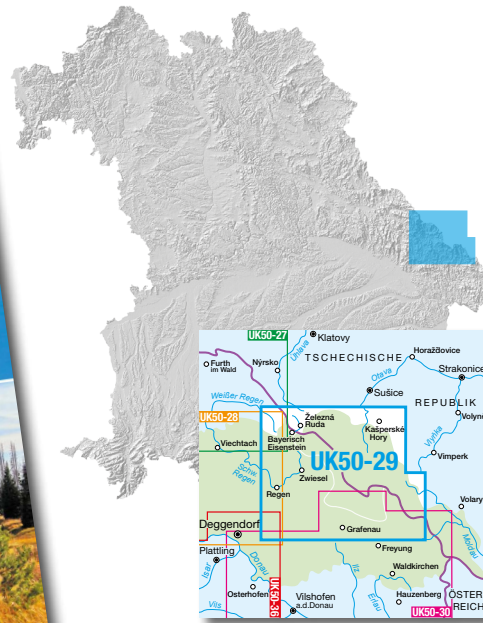 UK50-27
Klatovy
Úhlava
Furth
im Wald
Nýrsko
TSCHECHISCHE
Horažďovice
Otava
Strakonice
Sušice
Weißer Regen
REPUBLIK
UK50-28
Železná
Ruda
Volyně
Viechtach
Bayerisch
Eisenstein
Kašperské
Hory
Volyňka
UK50-29
Vimperk
Schw.
Regen
Zwiesel
Regen
Volary
Deggendorf
Grafenau
Moldau
Plattling
Freyung
Isar
Donau
Ilz
Waldkirchen
Osterhofen
UK50-36
Erlau
Hauzenberg
ÖSTER
REICH
Vils
Vilshofen
a.d.Donau
UK50-30